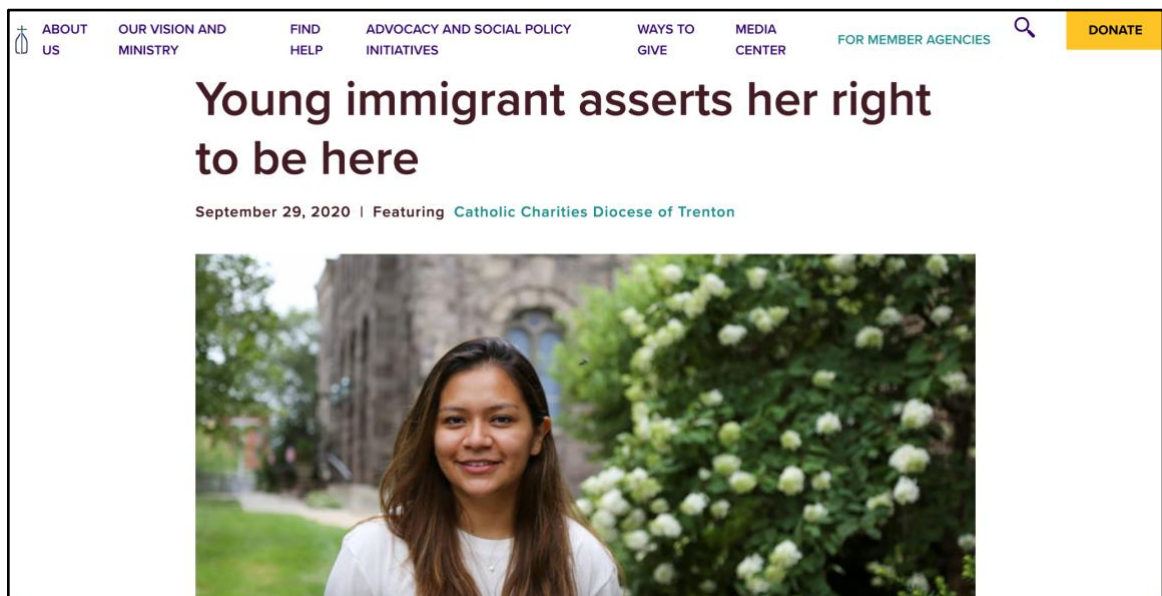 ABOUT US
OUR VISION AND MINISTRY
FIND HELP
ADVOCACY AND SOCIAL POLICY INITIATIVES
WAYS TO GIVE
MEDIA CENTER
FOR MEMBER AGENCIES
DONATE
Young immigrant asserts her right
to be here
September 29, 2020 | Featuring Catholic Charities Diocese of Trenton